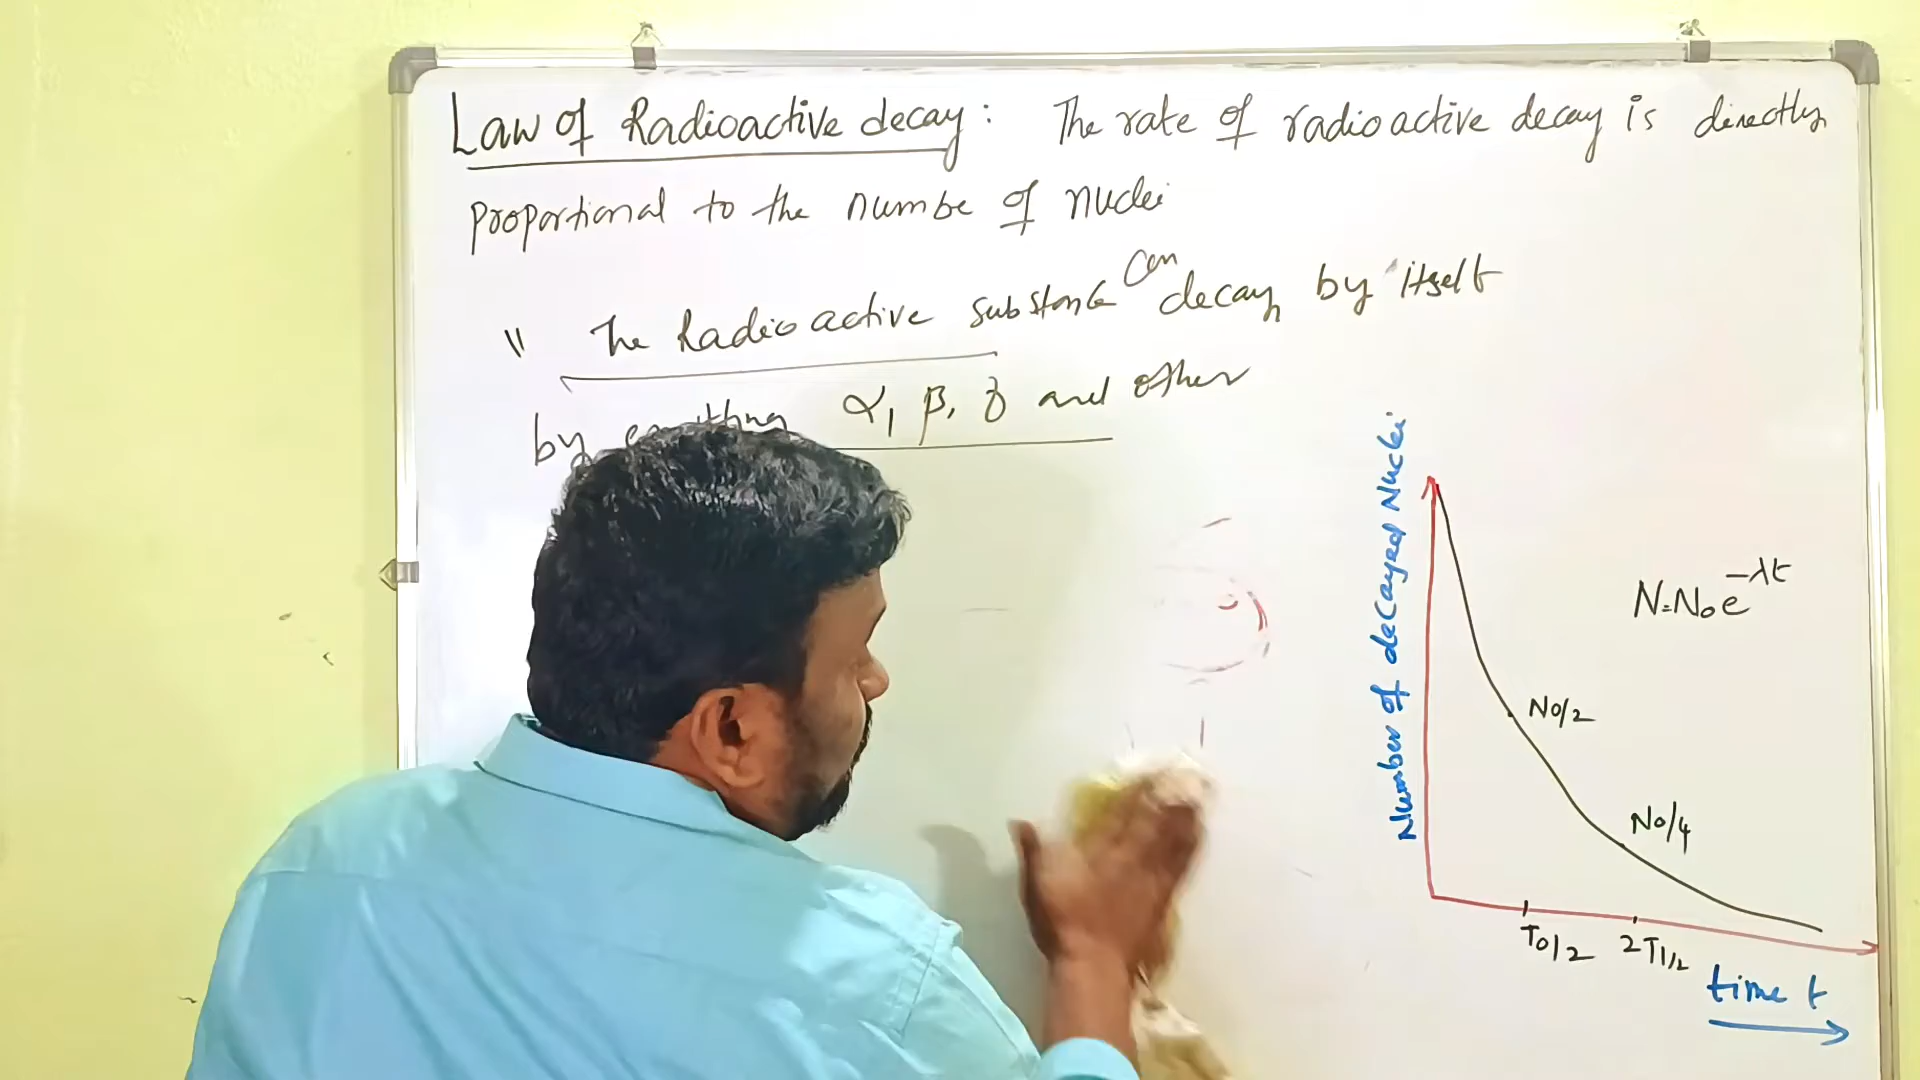 Law of Radioactive decay: The rate of radioactive decay is directly
proportional to the numbe of nuclei
" The Radioactive substance can decay by itself
by emitting α, β, γ and other
Number of decayed Nuclei
N=N₀e^-λt
N0/2
N0/4
T0/2
2T1/2
time t